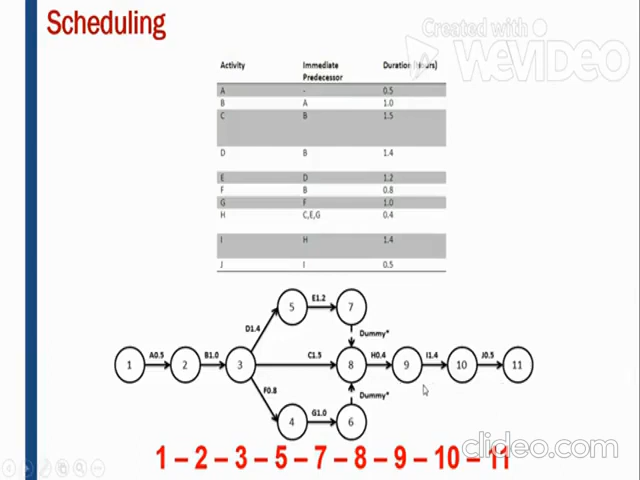 Scheduling
Created with
WEVIDEO
Activity Immediate Predecessor Duration (Hours)
A - 0.5
B A 1.0
C B 1.5
D B 1.4
E D 1.2
F B 0.8
G F 1.0
H C,E,G 0.4
I H 1.4
J I 0.5
5 E1.2 7
D1.4 Dummy*
1 A0.5 2 B1.0 3 C1.5 8 H0.4 9 I1.4 10 J0.5 11
F0.8 Dummy*
4 G1.0 6
1 – 2 – 3 – 5 – 7 – 8 – 9 – 10 – 11
clideo.com